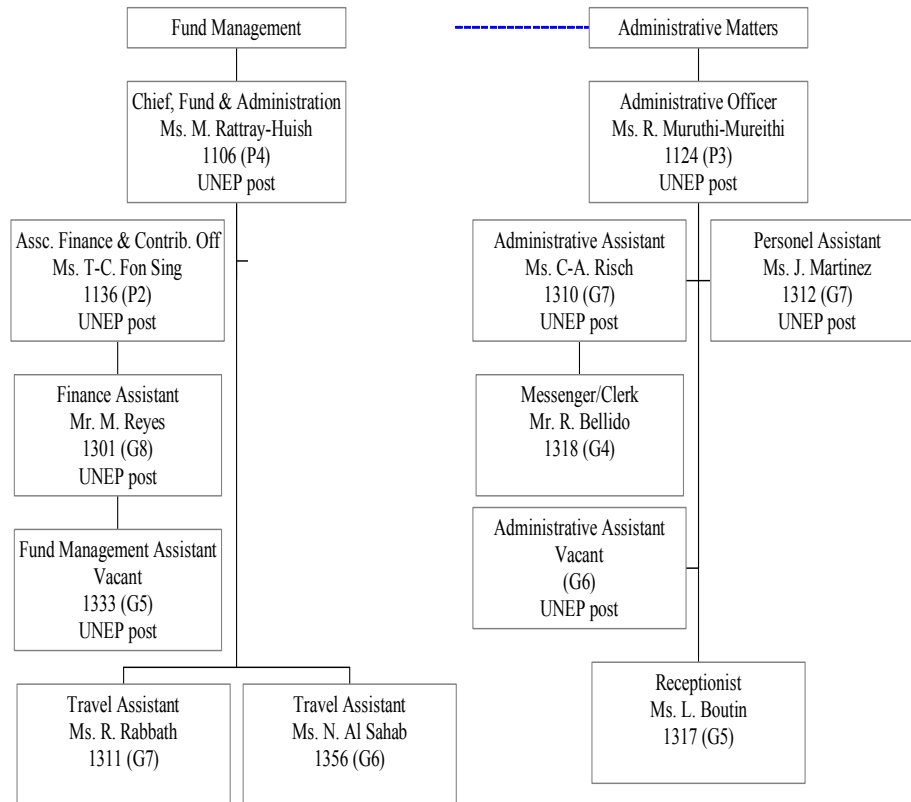 Fund Management
Administrative Matters
Chief, Fund & Administration
Ms. M. Rattray-Huish
1106 (P4)
UNEP post
Administrative Officer
Ms. R. Muruthi-Mureithi
1124 (P3)
UNEP post
Assc. Finance & Contrib. Off
Ms. T-C. Fon Sing
1136 (P2)
UNEP post
Administrative Assistant
Ms. C-A. Risch
1310 (G7)
UNEP post
Personel Assistant
Ms. J. Martinez
1312 (G7)
UNEP post
Finance Assistant
Mr. M. Reyes
1301 (G8)
UNEP post
Messenger/Clerk
Mr. R. Bellido
1318 (G4)
Fund Management Assistant
Vacant
1333 (G5)
UNEP post
Administrative Assistant
Vacant
(G6)
UNEP post
Travel Assistant
Ms. R. Rabbath
1311 (G7)
Travel Assistant
Ms. N. Al Sahab
1356 (G6)
Receptionist
Ms. L. Boutin
1317 (G5)